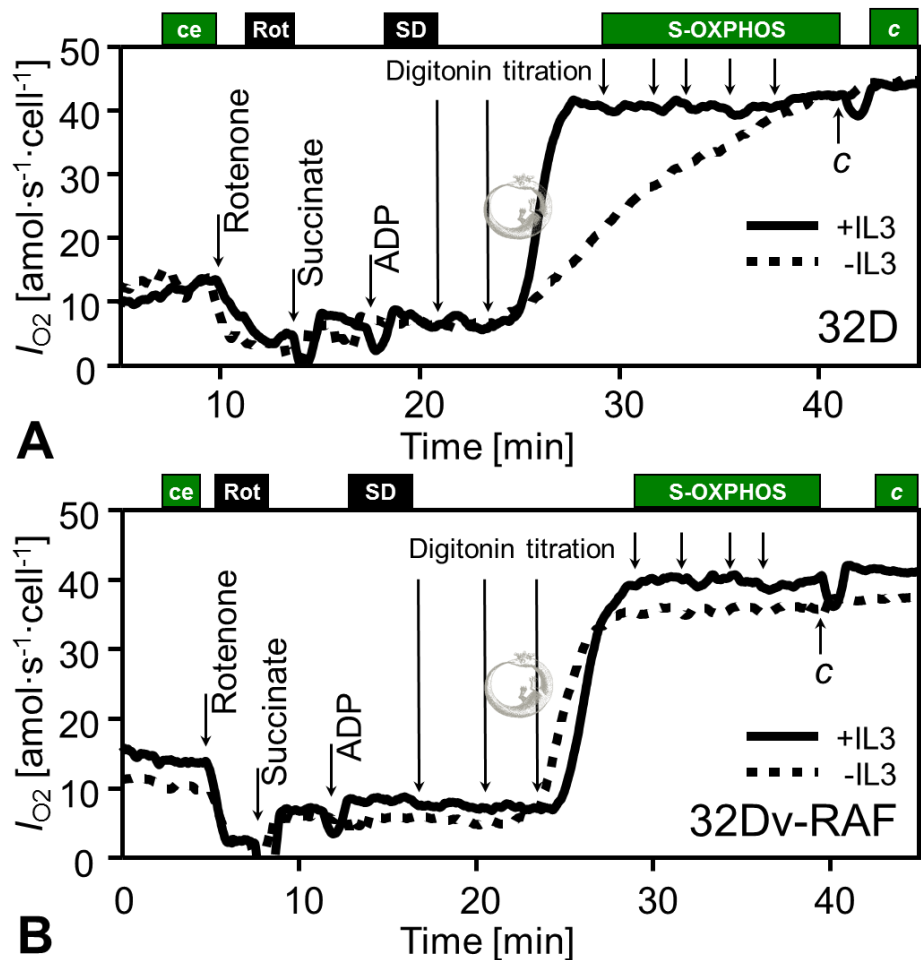 ce Rot SD S-OXPHOS c
50
40
30
20
10
0
I_O2 [amol·s⁻¹·cell⁻¹]
Digitonin titration
Rotenone
Succinate
ADP
c
+IL3
-IL3
32D
10 20 30 40
Time [min]
A
ce Rot SD S-OXPHOS c
50
40
30
20
10
0
I_O2 [amol·s⁻¹·cell⁻¹]
Digitonin titration
Rotenone
Succinate
ADP
c
+IL3
-IL3
32Dv-RAF
0 10 20 30 40
Time [min]
B